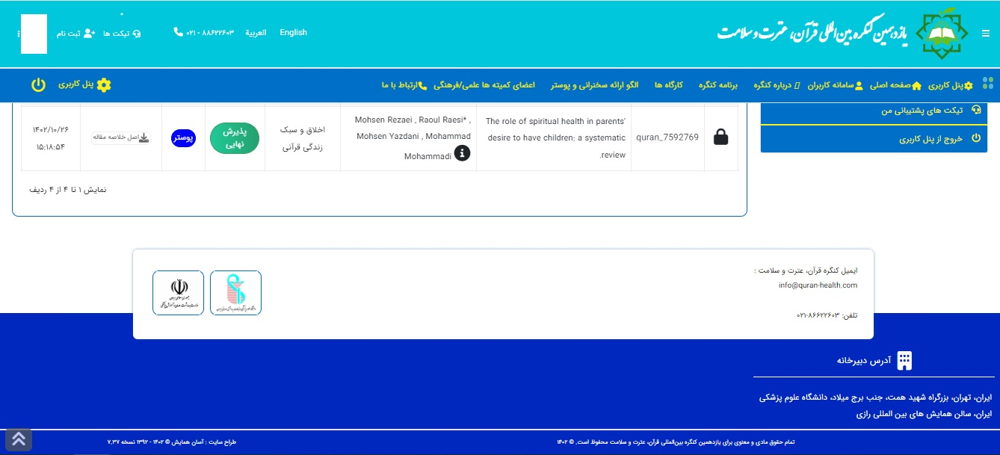 یازدهمین کنگره بین‌المللی قرآن، عترت و سلامت
English
العربية
۰۲۱ - ۸۸۶۲۲۶۰۳
تیکت ها
ثبت نام
پنل کاربری
صفحه اصلی
سامانه کاربران
درباره کنگره
برنامه کنگره
کارگاه ها
الگو ارائه سخنرانی و پوستر
اعضای کمیته ها علمی/فرهنگی
ارتباط با ما
پنل کاربری
تیکت های پشتیبانی من
خروج از پنل کاربری
quran_7592769
The role of spiritual health in parents'
desire to have children: a systematic
.review
Mohsen Rezaei , Raoul Raesi* ,
Mohsen Yazdani , Mohammad
Mohammadi
اخلاق و سبک
زندگی قرآنی
پذیرش
نهایی
پوستر
اصل خلاصه مقاله
۱۴۰۲/۱۰/۲۶
۱۵:۱۸:۵۴
نمایش ۱ تا ۴ از ۴ ردیف
ایمیل کنگره قرآن، عترت و سلامت :
info@quran-health.com
تلفن: ۸۶۶۲۲۶۰۳-۰۲۱
آدرس دبیرخانه
ایران، تهران، بزرگراه شهید همت، جنب برج میلاد، دانشگاه علوم پزشکی
ایران، سالن همایش های بین المللی رازی
تمام حقوق مادی و معنوی برای یازدهمین کنگره بین‌المللی قرآن، عترت و سلامت محفوظ است. © ۱۴۰۲
طراح سایت : آسان همایش © ۱۴۰۲ - ۱۳۹۲ نسخه ۷.۳۷